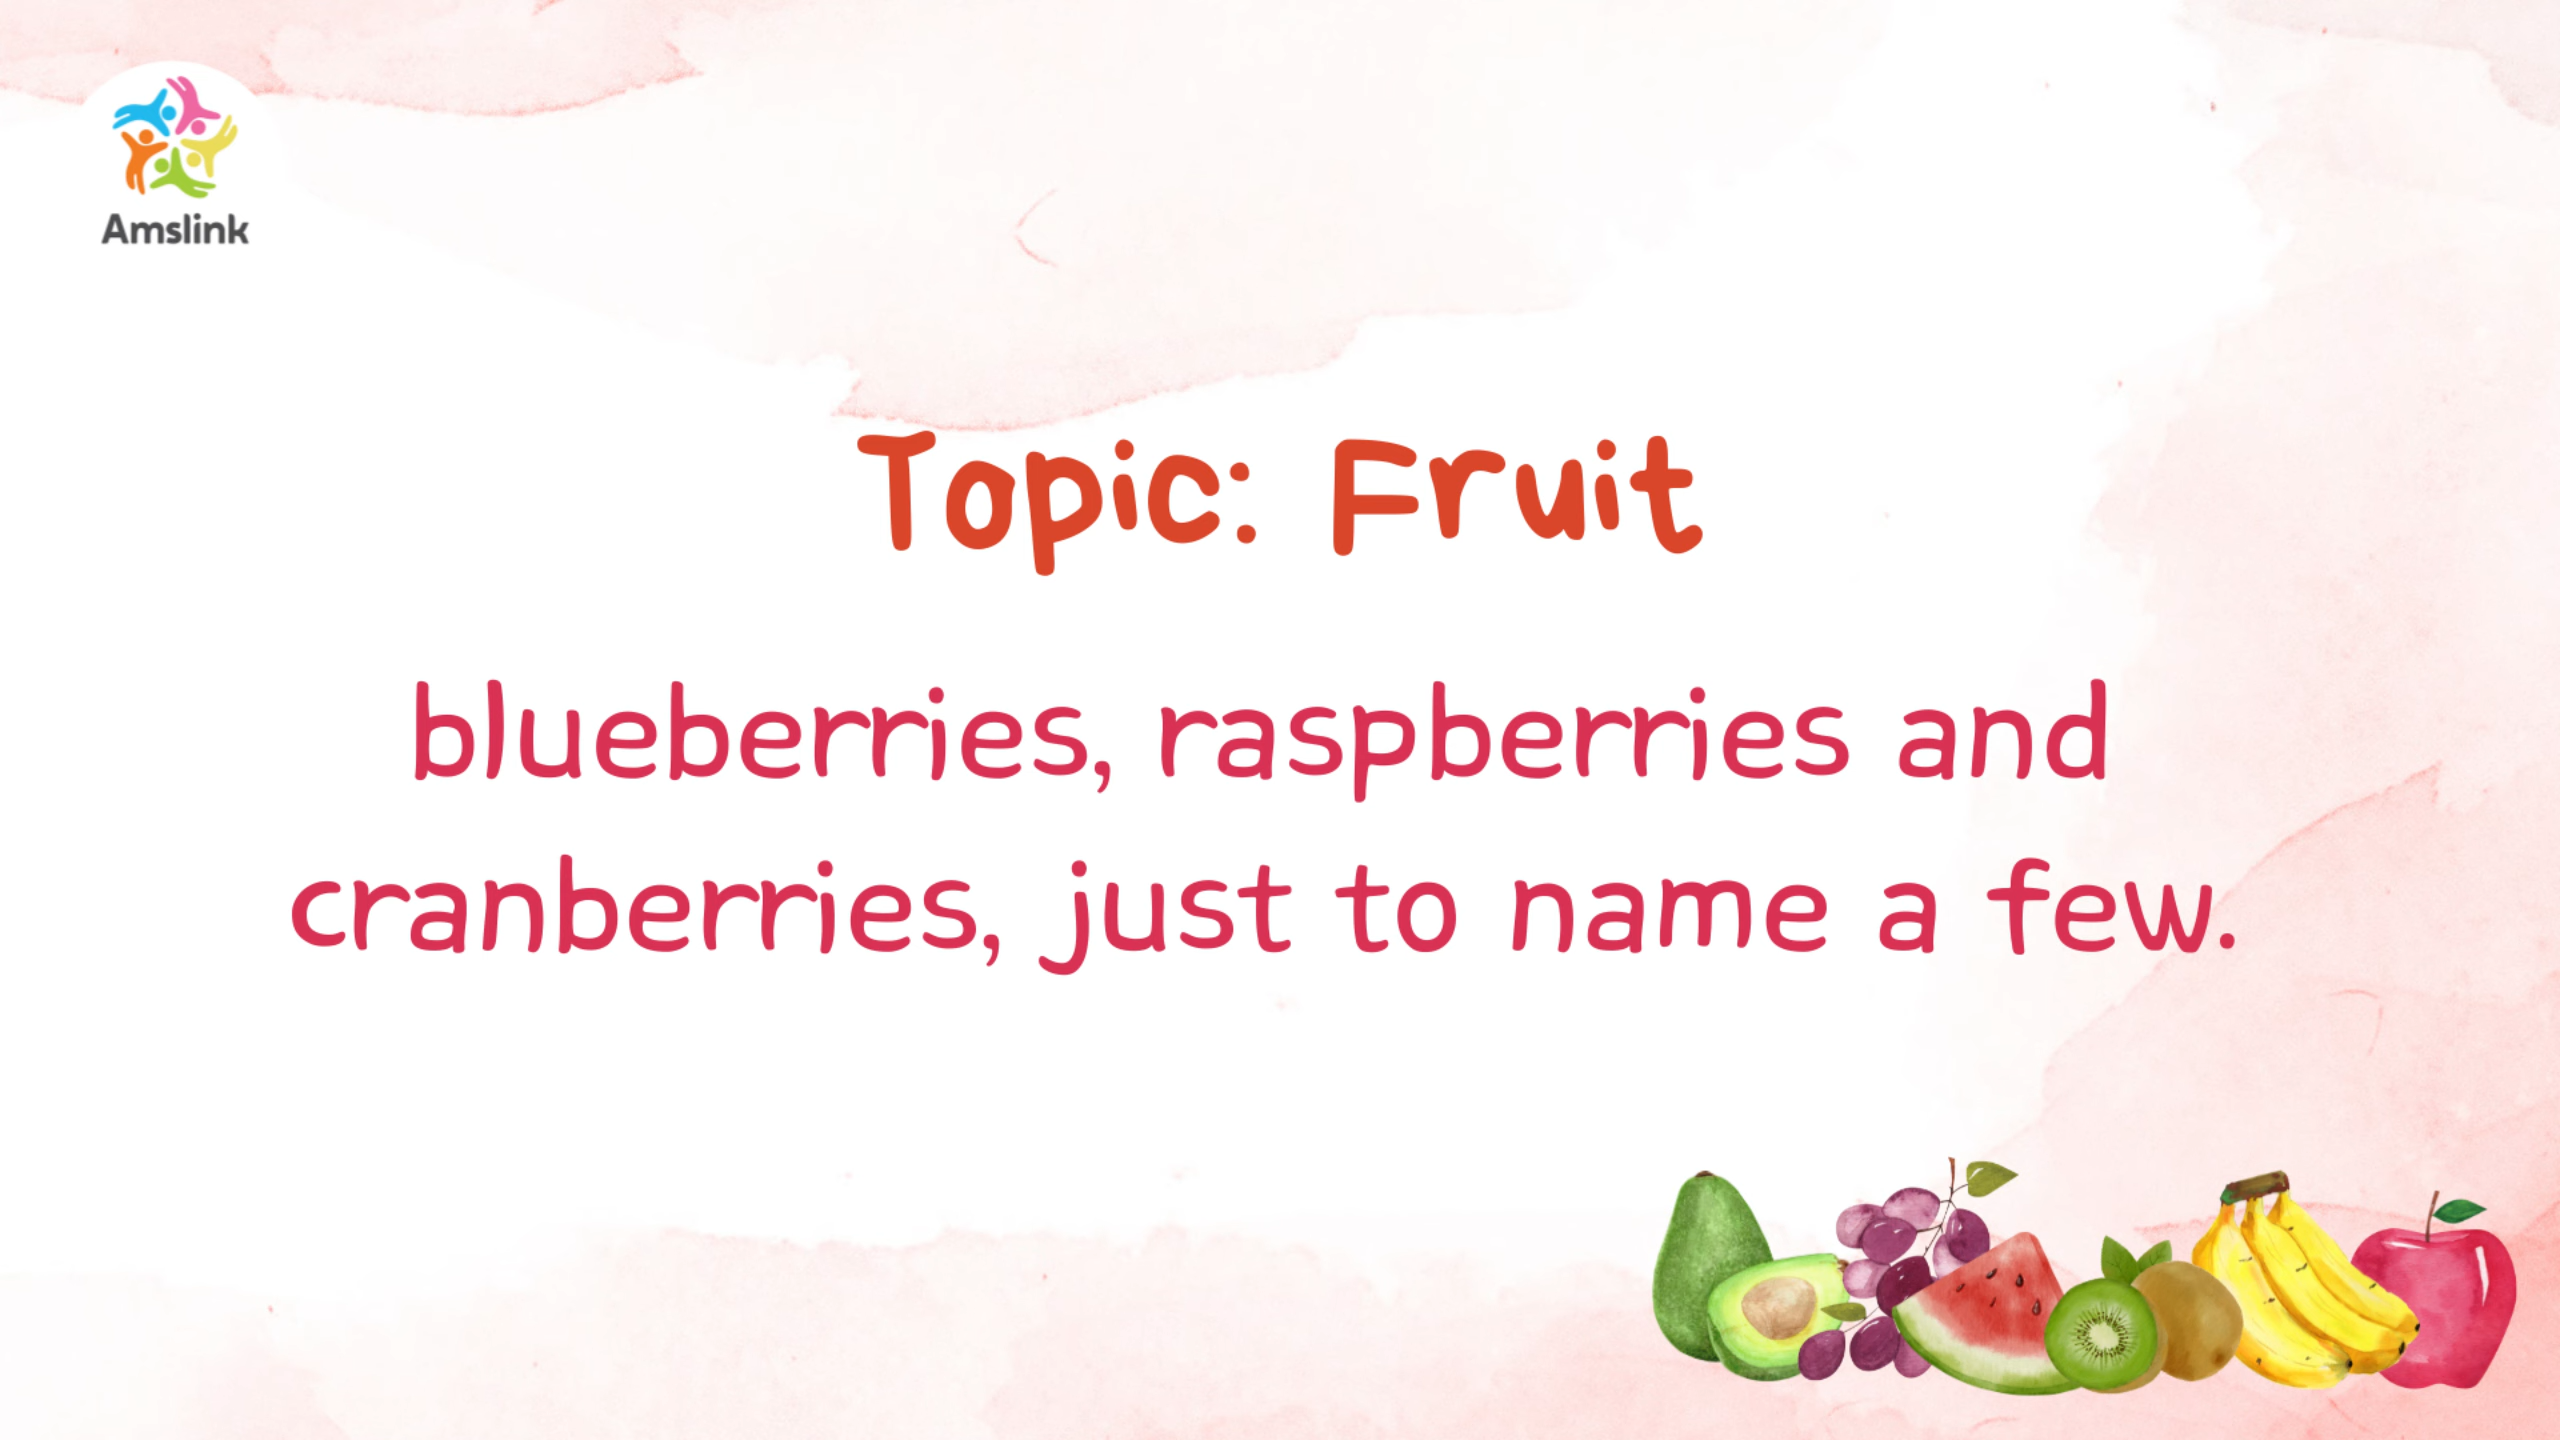 Amslink
Topic: Fruit
blueberries, raspberries and
cranberries, just to name a few.